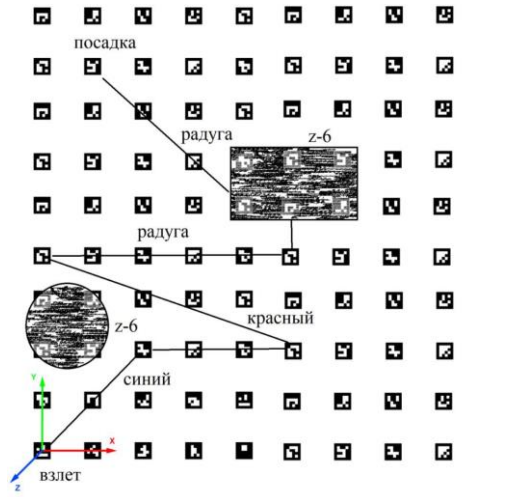 посадка
радуга
z-6
радуга
красный
z-6
синий
Y
X
взлет
Z